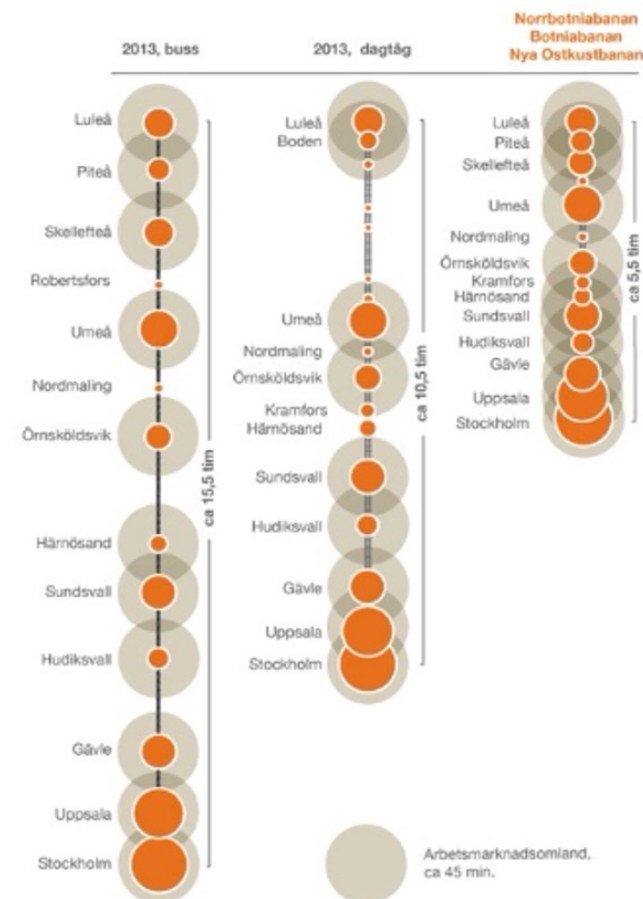 2013, buss
Luleå
Piteå
Skellefteå
Robertsfors
Umeå
Nordmaling
Örnsköldsvik
Härnösand
Sundsvall
Hudiksvall
Gävle
Uppsala
Stockholm
ca 15,5 tim
2013, dagtåg
Luleå
Boden
Umeå
Nordmaling
Örnsköldsvik
Kramfors
Härnösand
Sundsvall
Hudiksvall
Gävle
Uppsala
Stockholm
ca 10,5 tim
Norrbotniabanan
Botniabanan
Nya Ostkustbanan
Luleå
Piteå
Skellefteå
Umeå
Nordmaling
Örnsköldsvik
Kramfors
Härnösand
Sundsvall
Hudiksvall
Gävle
Uppsala
Stockholm
ca 5,5 tim
Arbetsmarknadsomland,
ca 45 min.